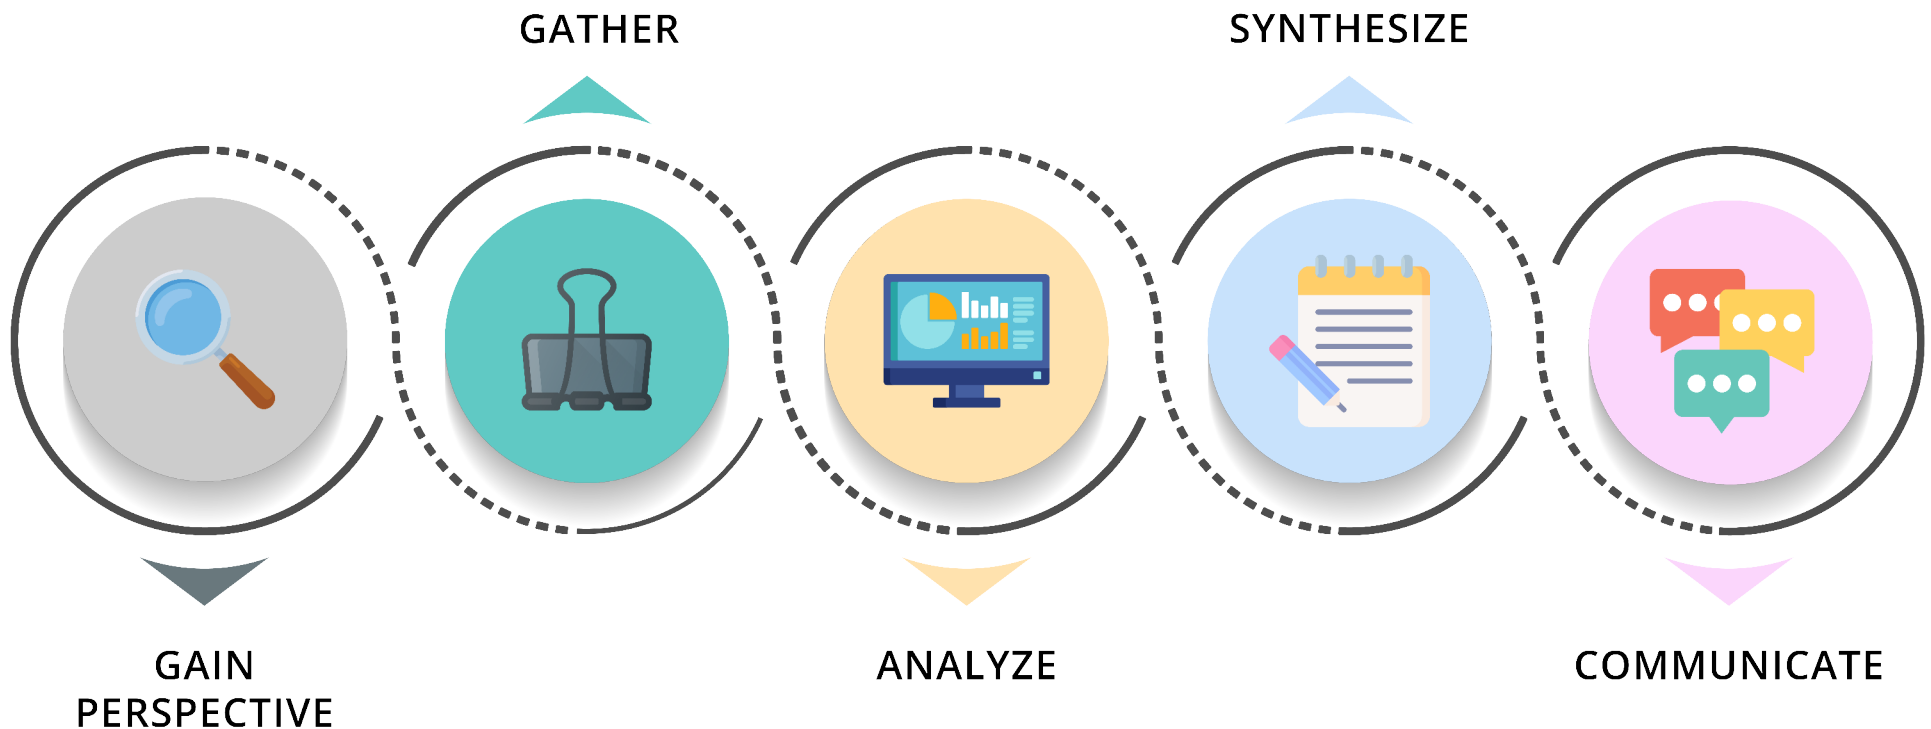 GATHER
SYNTHESIZE
GAIN
PERSPECTIVE
ANALYZE
COMMUNICATE